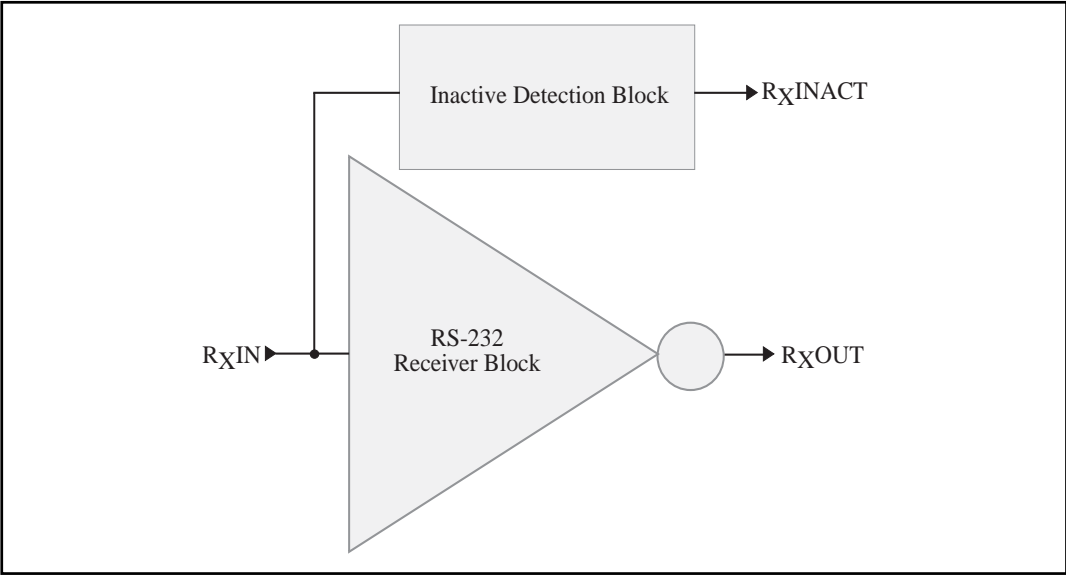 Inactive Detection Block
RXINACT
RS-232
Receiver Block
RXIN
RXOUT